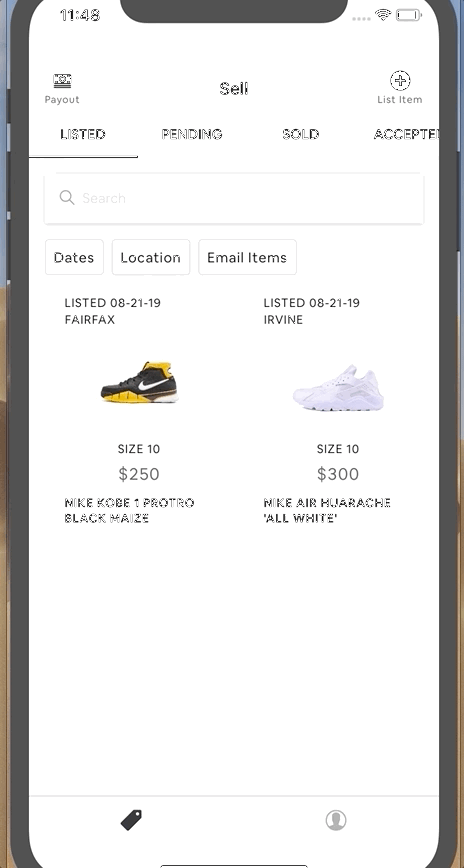 11:48
Sell
Payout
List Item
LISTED PENDING SOLD ACCEPTE
Search
Dates Location Email Items
LISTED 08-21-19
FAIRFAX
LISTED 08-21-19
IRVINE
SIZE 10
$250
NIKE KOBE 1 PROTRO
BLACK MAIZE
SIZE 10
$300
NIKE AIR HUARACHE
'ALL WHITE'